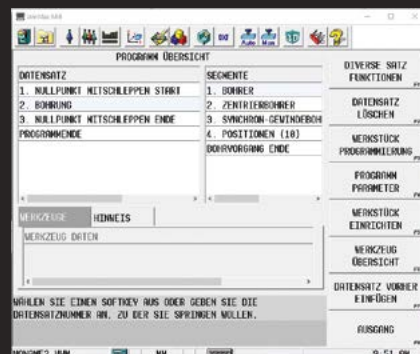 PROGRAMM ÜBERSICHT
DATENSATZ
1. NULLPUNKT MITSCHLEPPEN START
2. BOHRUNG
3. NULLPUNKT MITSCHLEPPEN ENDE
PROGRAMMENDE
SEGMENTE
1. BOHRER
2. ZENTRIERBOHRER
3. SYNCHRON-GEWINDEBOH
4. POSITIONEN (10)
BOHRVORGANG ENDE
WERKZEUGE
HINWEIS
WERKZEUG DATEN
WÄHLEN SIE EINEN SOFTKEY AUS ODER GEBEN SIE DIE
DATENSATZNUMMER AN, ZU DER SIE SPRINGEN WOLLEN.
DIVERSE SATZ
FUNKTIONEN
DATENSATZ
LÖSCHEN
WERKSTÜCK
PROGRAMMIERUNG
PROGRAMM
PARAMETER
WERKSTÜCK
EINRICHTEN
WERKZEUG
ÜBERSICHT
DATENSATZ VORHER
EINFÜGEN
AUSGANG